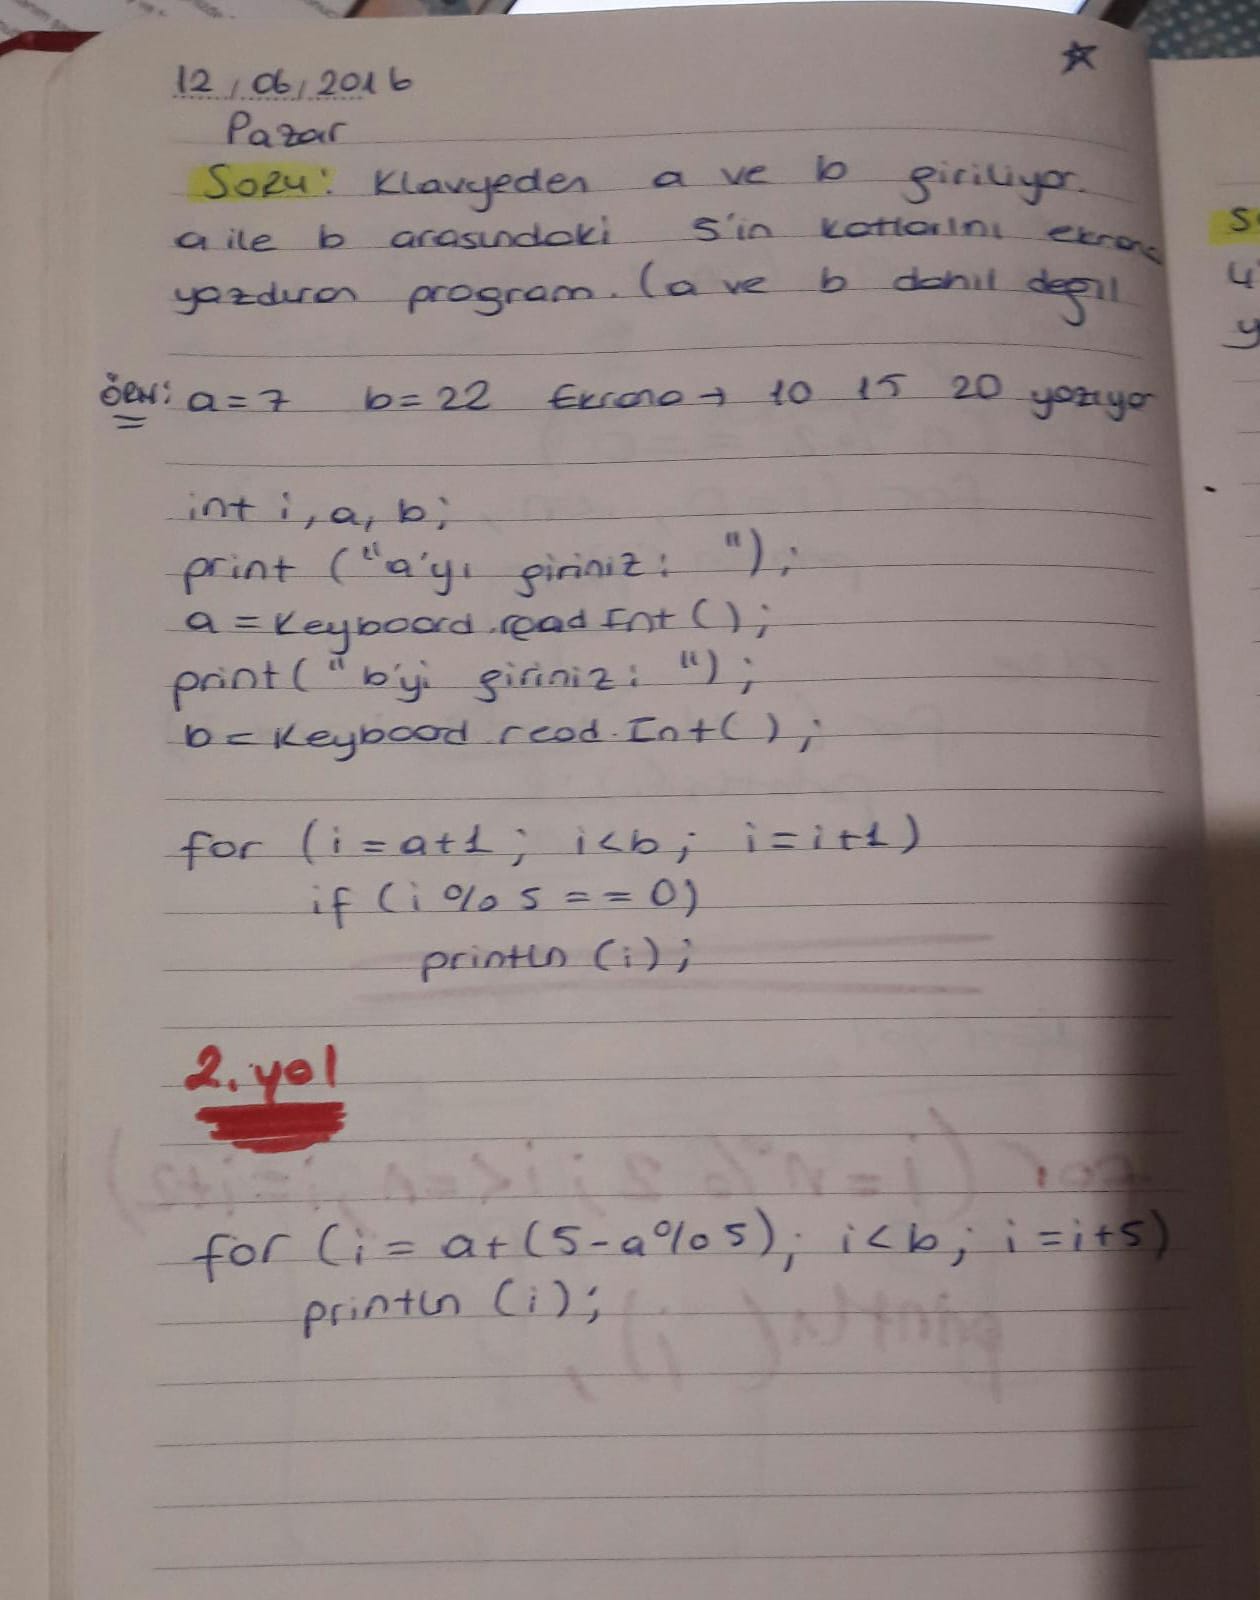 12/06/2016
Pazar
Soru: Klavyeden a ve b giriliyor.
a ile b arasındaki 5'in katlarını ekrana
yazdıran program. (a ve b dahil değil
ÖRN: a=7 b=22 Ekrana → 10 15 20 yazıyor
int i, a, b;
print ("a'yı giriniz: ");
a = Keyboard.readInt();
print("b'yi giriniz: ");
b = Keyboard.readInt();
for (i=a+1; i<b; i=i+1)
if (i%5==0)
println (i);
2. yol
for (i = a+(5-a%5); i<b; i=i+5)
println (i);